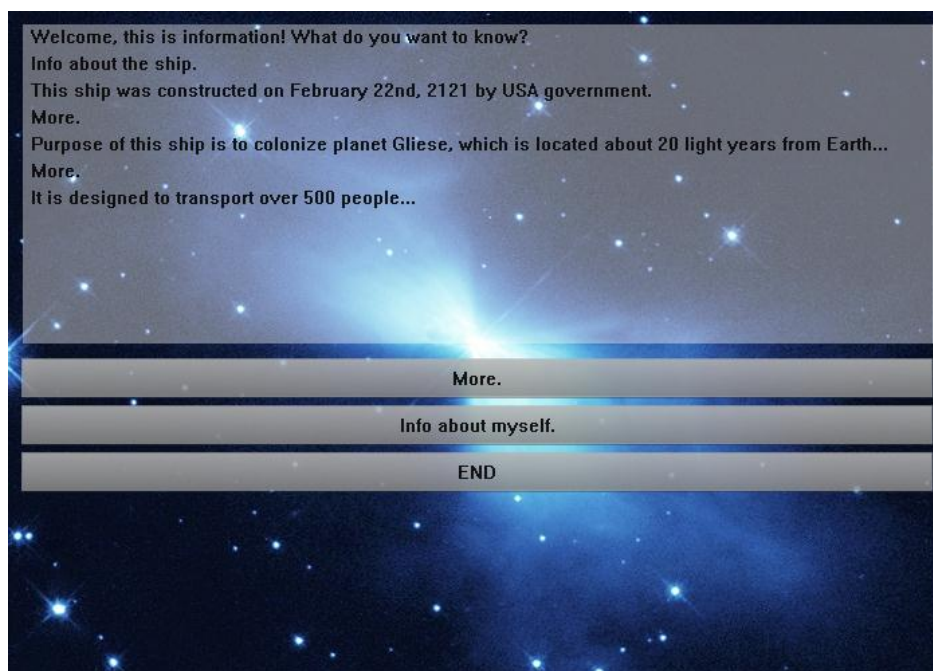 Welcome, this is information! What do you want to know?
Info about the ship.
This ship was constructed on February 22nd, 2121 by USA government.
More.
Purpose of this ship is to colonize planet Gliese, which is located about 20 light years from Earth...
More.
It is designed to transport over 500 people...
More.
Info about myself.
END